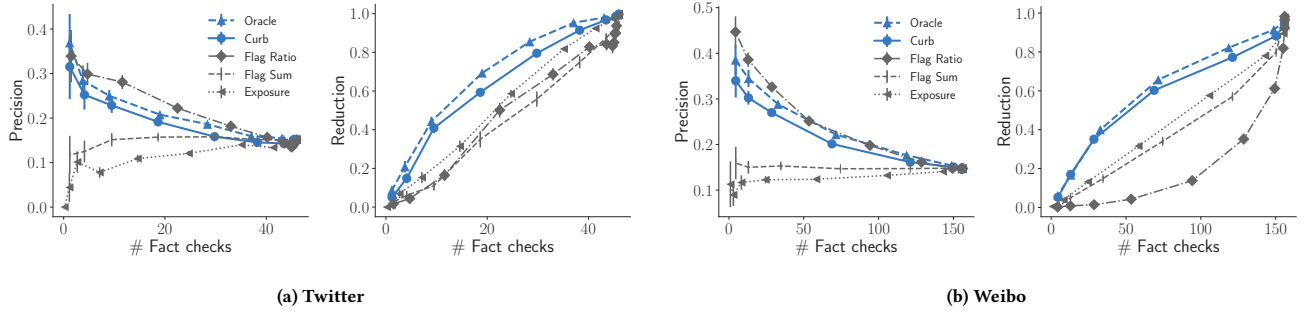 Precision
0.4
0.3
0.2
0.1
0.0
0
20
40
# Fact checks
Oracle
Curb
Flag Ratio
Flag Sum
Exposure
Reduction
1.0
0.8
0.6
0.4
0.2
0.0
0
20
40
# Fact checks
(a) Twitter
Precision
0.5
0.4
0.3
0.2
0.1
0
50
100
150
# Fact checks
Oracle
Curb
Flag Ratio
Flag Sum
Exposure
Reduction
1.0
0.8
0.6
0.4
0.2
0.0
0
50
100
150
# Fact checks
(b) Weibo